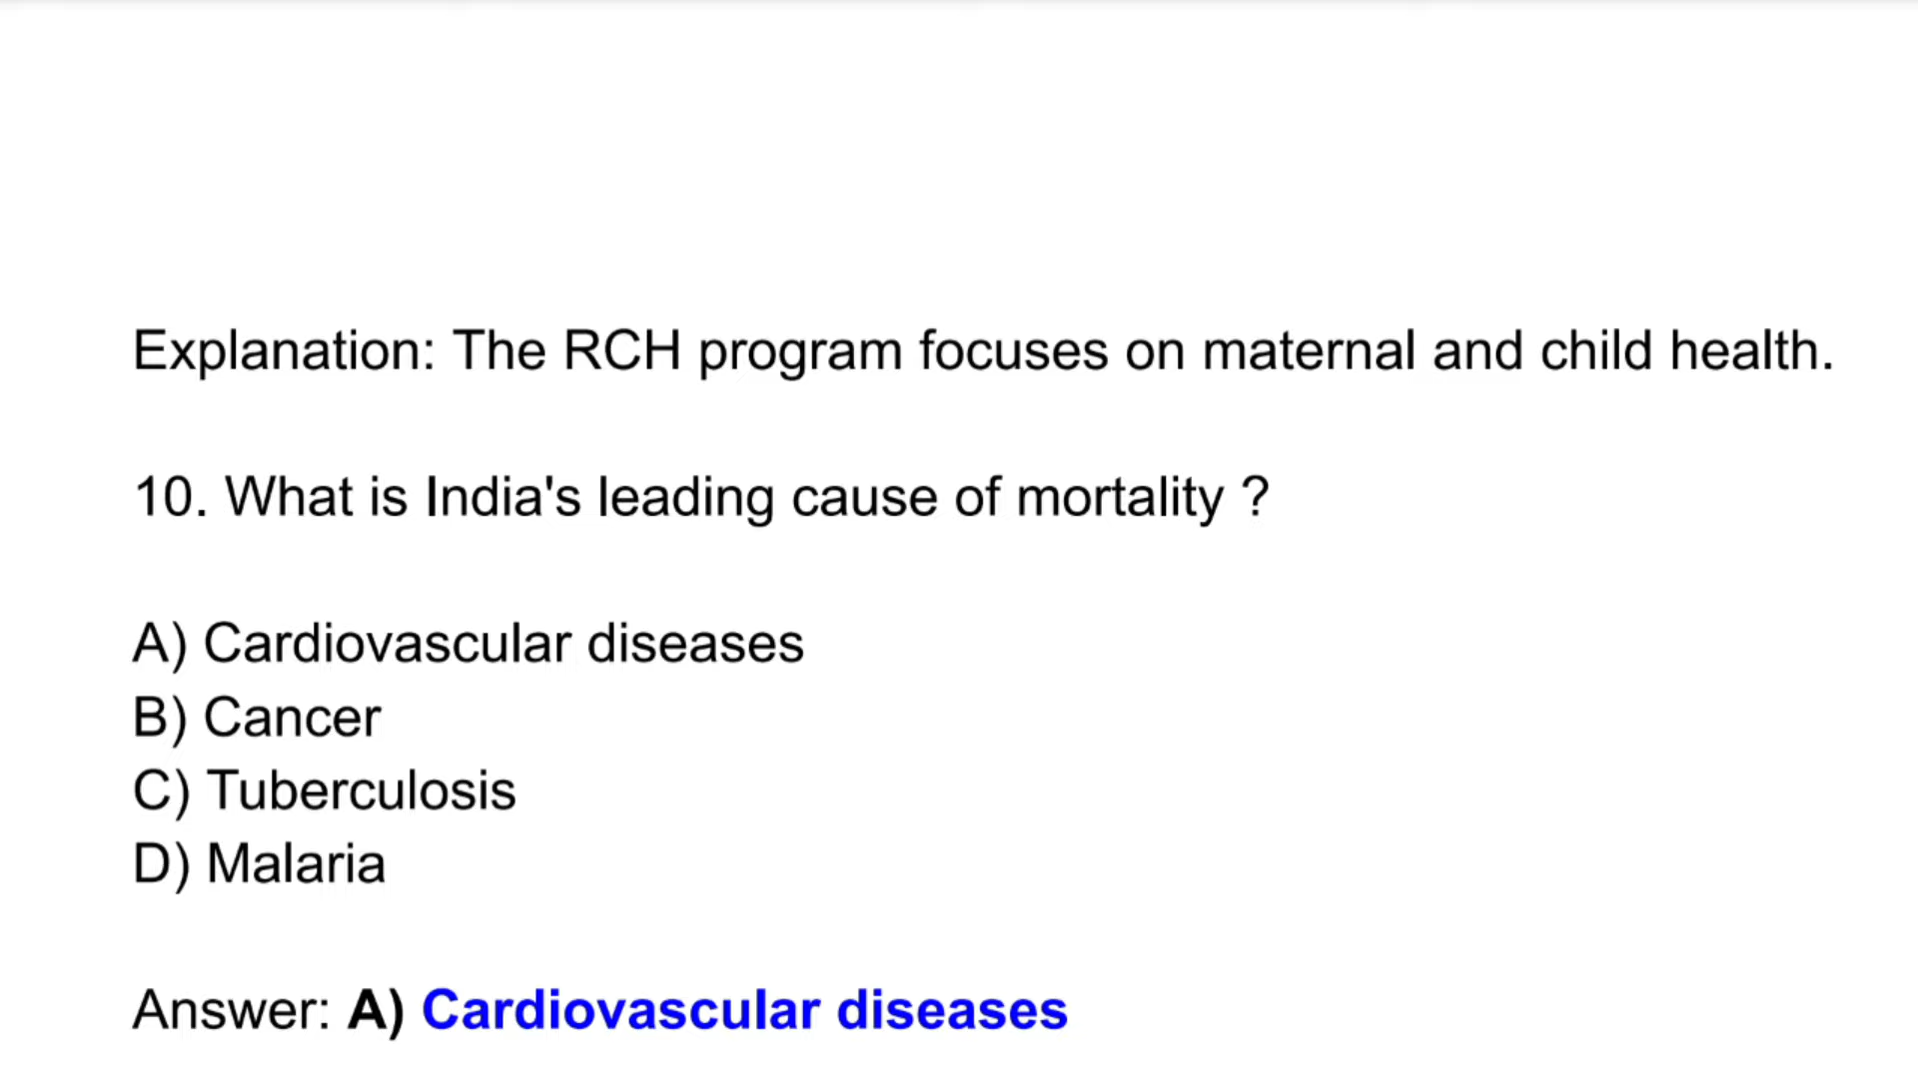 Explanation: The RCH program focuses on maternal and child health.
10. What is India's leading cause of mortality ?
A) Cardiovascular diseases
B) Cancer
C) Tuberculosis
D) Malaria
Answer: A) Cardiovascular diseases